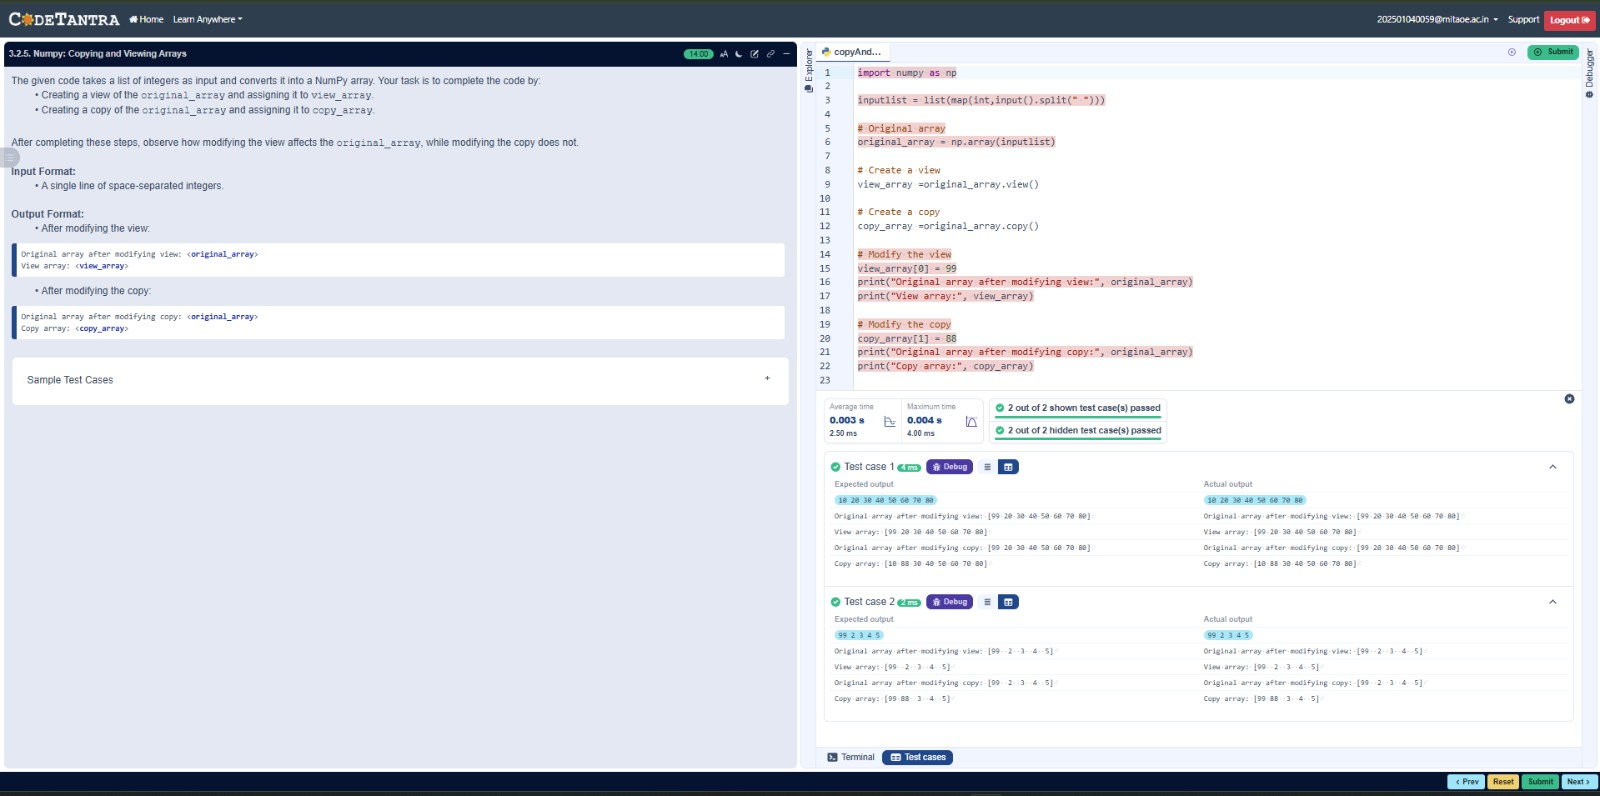 CODETANTRA Home Learn Anywhere 202501040059@mitaoe.ac.in Support Logout
3.2.5. Numpy: Copying and Viewing Arrays 14:00 AA
The given code takes a list of integers as input and converts it into a NumPy array. Your task is to complete the code by:
• Creating a view of the original_array and assigning it to view_array.
• Creating a copy of the original_array and assigning it to copy_array.
After completing these steps, observe how modifying the view affects the original_array, while modifying the copy does not.
Input Format:
• A single line of space-separated integers.
Output Format:
• After modifying the view:
Original array after modifying view: <original_array>
View array: <view_array>
• After modifying the copy:
Original array after modifying copy: <original_array>
Copy array: <copy_array>
Sample Test Cases +
Explorer
copyAnd...
Submit
Debugger
1 import numpy as np
2
3 inputlist = list(map(int,input().split(" ")))
4
5 # Original array
6 original_array = np.array(inputlist)
7
8 # Create a view
9 view_array =original_array.view()
10
11 # Create a copy
12 copy_array =original_array.copy()
13
14 # Modify the view
15 view_array[0] = 99
16 print("Original array after modifying view:", original_array)
17 print("View array:", view_array)
18
19 # Modify the copy
20 copy_array[1] = 88
21 print("Original array after modifying copy:", original_array)
22 print("Copy array:", copy_array)
23
Average time
0.003 s
2.50 ms
Maximum time
0.004 s
4.00 ms
2 out of 2 shown test case(s) passed
2 out of 2 hidden test case(s) passed
Test case 1 4 ms Debug
Expected output Actual output
10 20 30 40 50 60 70 80 10 20 30 40 50 60 70 80
Original array after modifying view: [99 20 30 40 50 60 70 80] Original array after modifying view: [99 20 30 40 50 60 70 80]
View array: [99 20 30 40 50 60 70 80] View array: [99 20 30 40 50 60 70 80]
Original array after modifying copy: [99 20 30 40 50 60 70 80] Original array after modifying copy: [99 20 30 40 50 60 70 80]
Copy array: [10 88 30 40 50 60 70 80] Copy array: [10 88 30 40 50 60 70 80]
Test case 2 2 ms Debug
Expected output Actual output
99 2 3 4 5 99 2 3 4 5
Original array after modifying view: [99  2  3  4  5] Original array after modifying view: [99  2  3  4  5]
View array: [99  2  3  4  5] View array: [99  2  3  4  5]
Original array after modifying copy: [99  2  3  4  5] Original array after modifying copy: [99  2  3  4  5]
Copy array: [99 88  3  4  5] Copy array: [99 88  3  4  5]
Terminal Test cases
< Prev Reset Submit Next >